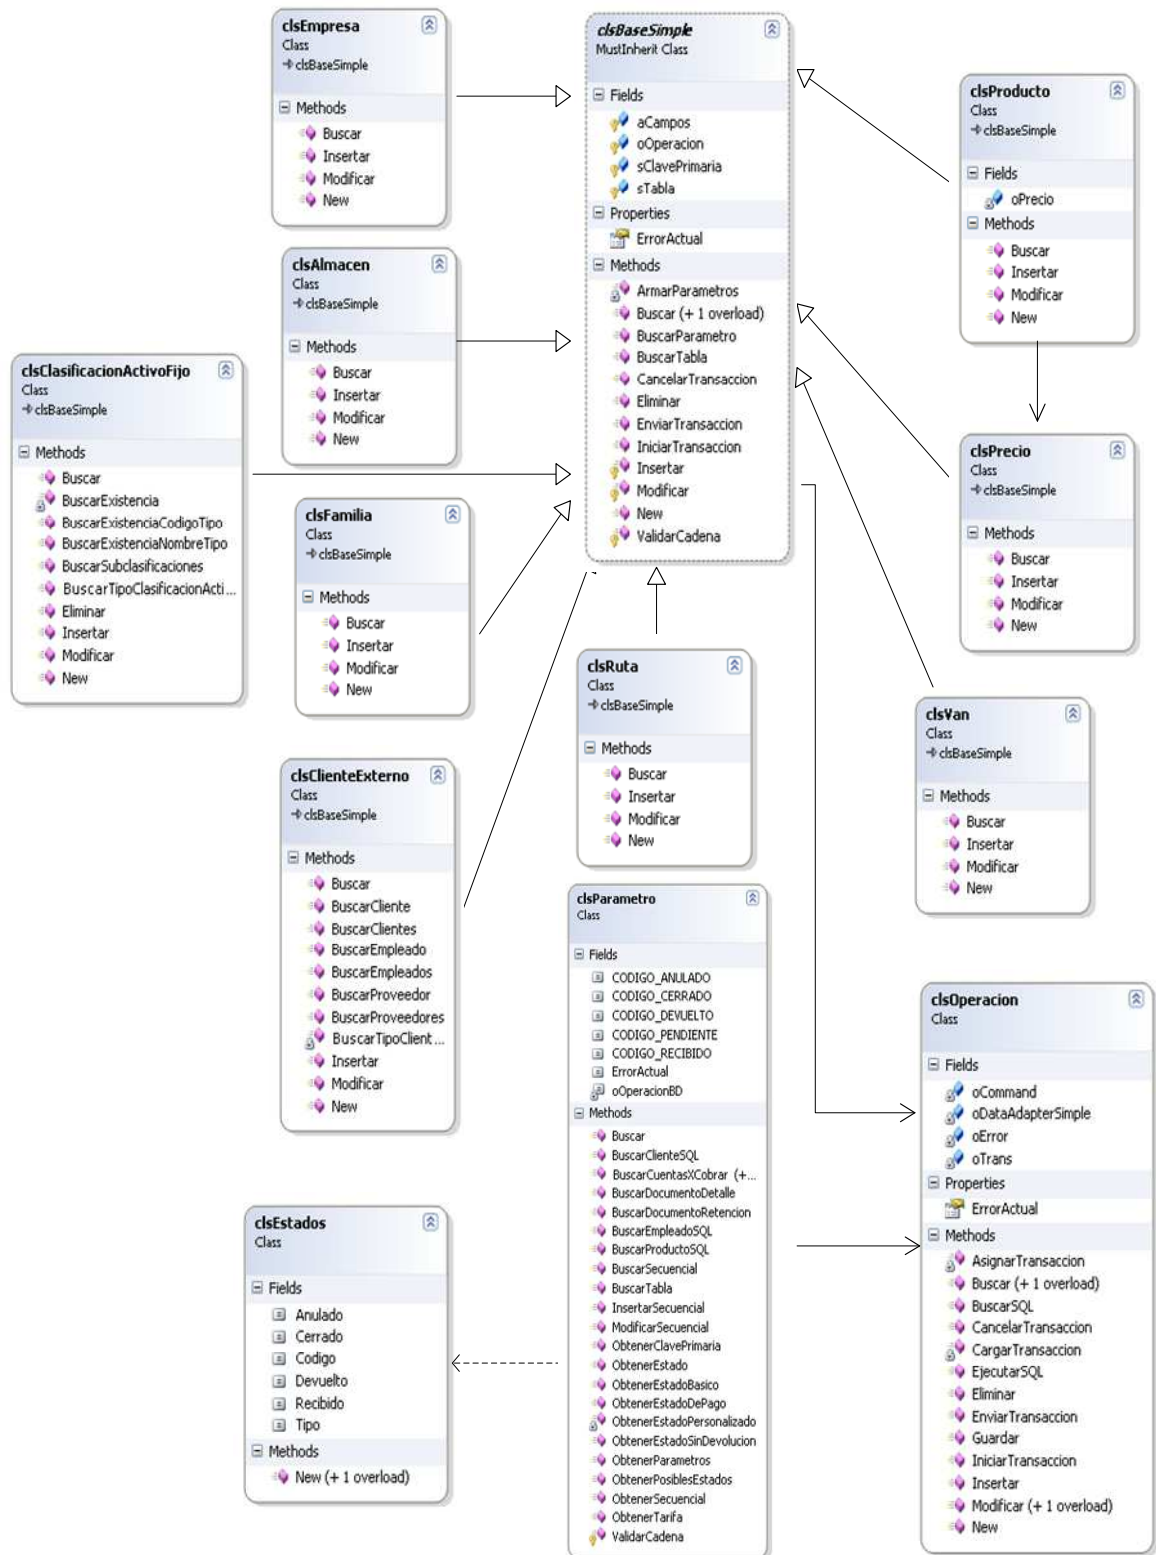 clsEmpresa
Class
clsBaseSimple
Methods
Buscar
Insertar
Modificar
New
clsBaseSimple
MustInherit Class
Fields
aCampos
oOperacion
sClavePrimaria
sTabla
Properties
ErrorActual
Methods
ArmarParametros
Buscar (+ 1 overload)
BuscarParametro
BuscarTabla
CancelarTransaccion
Eliminar
EnviarTransaccion
IniciarTransaccion
Insertar
Modificar
New
ValidarCadena
clsProducto
Class
clsBaseSimple
Fields
oPrecio
Methods
Buscar
Insertar
Modificar
New
clsAlmacen
Class
clsBaseSimple
Methods
Buscar
Insertar
Modificar
New
clsClasificacionActivoFijo
Class
clsBaseSimple
Methods
Buscar
BuscarExistencia
BuscarExistenciaCodigoTipo
BuscarExistenciaNombreTipo
BuscarSubclasificaciones
BuscarTipoClasificacionActi...
Eliminar
Insertar
Modificar
New
clsPrecio
Class
clsBaseSimple
Methods
Buscar
Insertar
Modificar
New
clsFamilia
Class
clsBaseSimple
Methods
Buscar
Insertar
Modificar
New
clsRuta
Class
clsBaseSimple
Methods
Buscar
Insertar
Modificar
New
clsVan
Class
clsBaseSimple
Methods
Buscar
Insertar
Modificar
New
clsClienteExterno
Class
clsBaseSimple
Methods
Buscar
BuscarCliente
BuscarClientes
BuscarEmpleado
BuscarEmpleados
BuscarProveedor
BuscarProveedores
BuscarTipoClient...
Insertar
Modificar
New
clsParametro
Class
Fields
CODIGO_ANULADO
CODIGO_CERRADO
CODIGO_DEVUELTO
CODIGO_PENDIENTE
CODIGO_RECIBIDO
ErrorActual
oOperacionBD
Methods
Buscar
BuscarClienteSQL
BuscarCuentasXCobrar (+...
BuscarDocumentoDetalle
BuscarDocumentoRetencion
BuscarEmpleadoSQL
BuscarProductoSQL
BuscarSecuencial
BuscarTabla
InsertarSecuencial
ModificarSecuencial
ObtenerClavePrimaria
ObtenerEstado
ObtenerEstadoBasico
ObtenerEstadoDePago
ObtenerEstadoPersonalizado
ObtenerEstadoSinDevolucion
ObtenerParametros
ObtenerPosiblesEstados
ObtenerSecuencial
ObtenerTarifa
ValidarCadena
clsOperacion
Class
Fields
oCommand
oDataAdapterSimple
oError
oTrans
Properties
ErrorActual
Methods
AsignarTransaccion
Buscar (+ 1 overload)
BuscarSQL
CancelarTransaccion
CargarTransaccion
EjecutarSQL
Eliminar
EnviarTransaccion
Guardar
IniciarTransaccion
Insertar
Modificar (+ 1 overload)
New
clsEstados
Class
Fields
Anulado
Cerrado
Codigo
Devuelto
Recibido
Tipo
Methods
New (+ 1 overload)